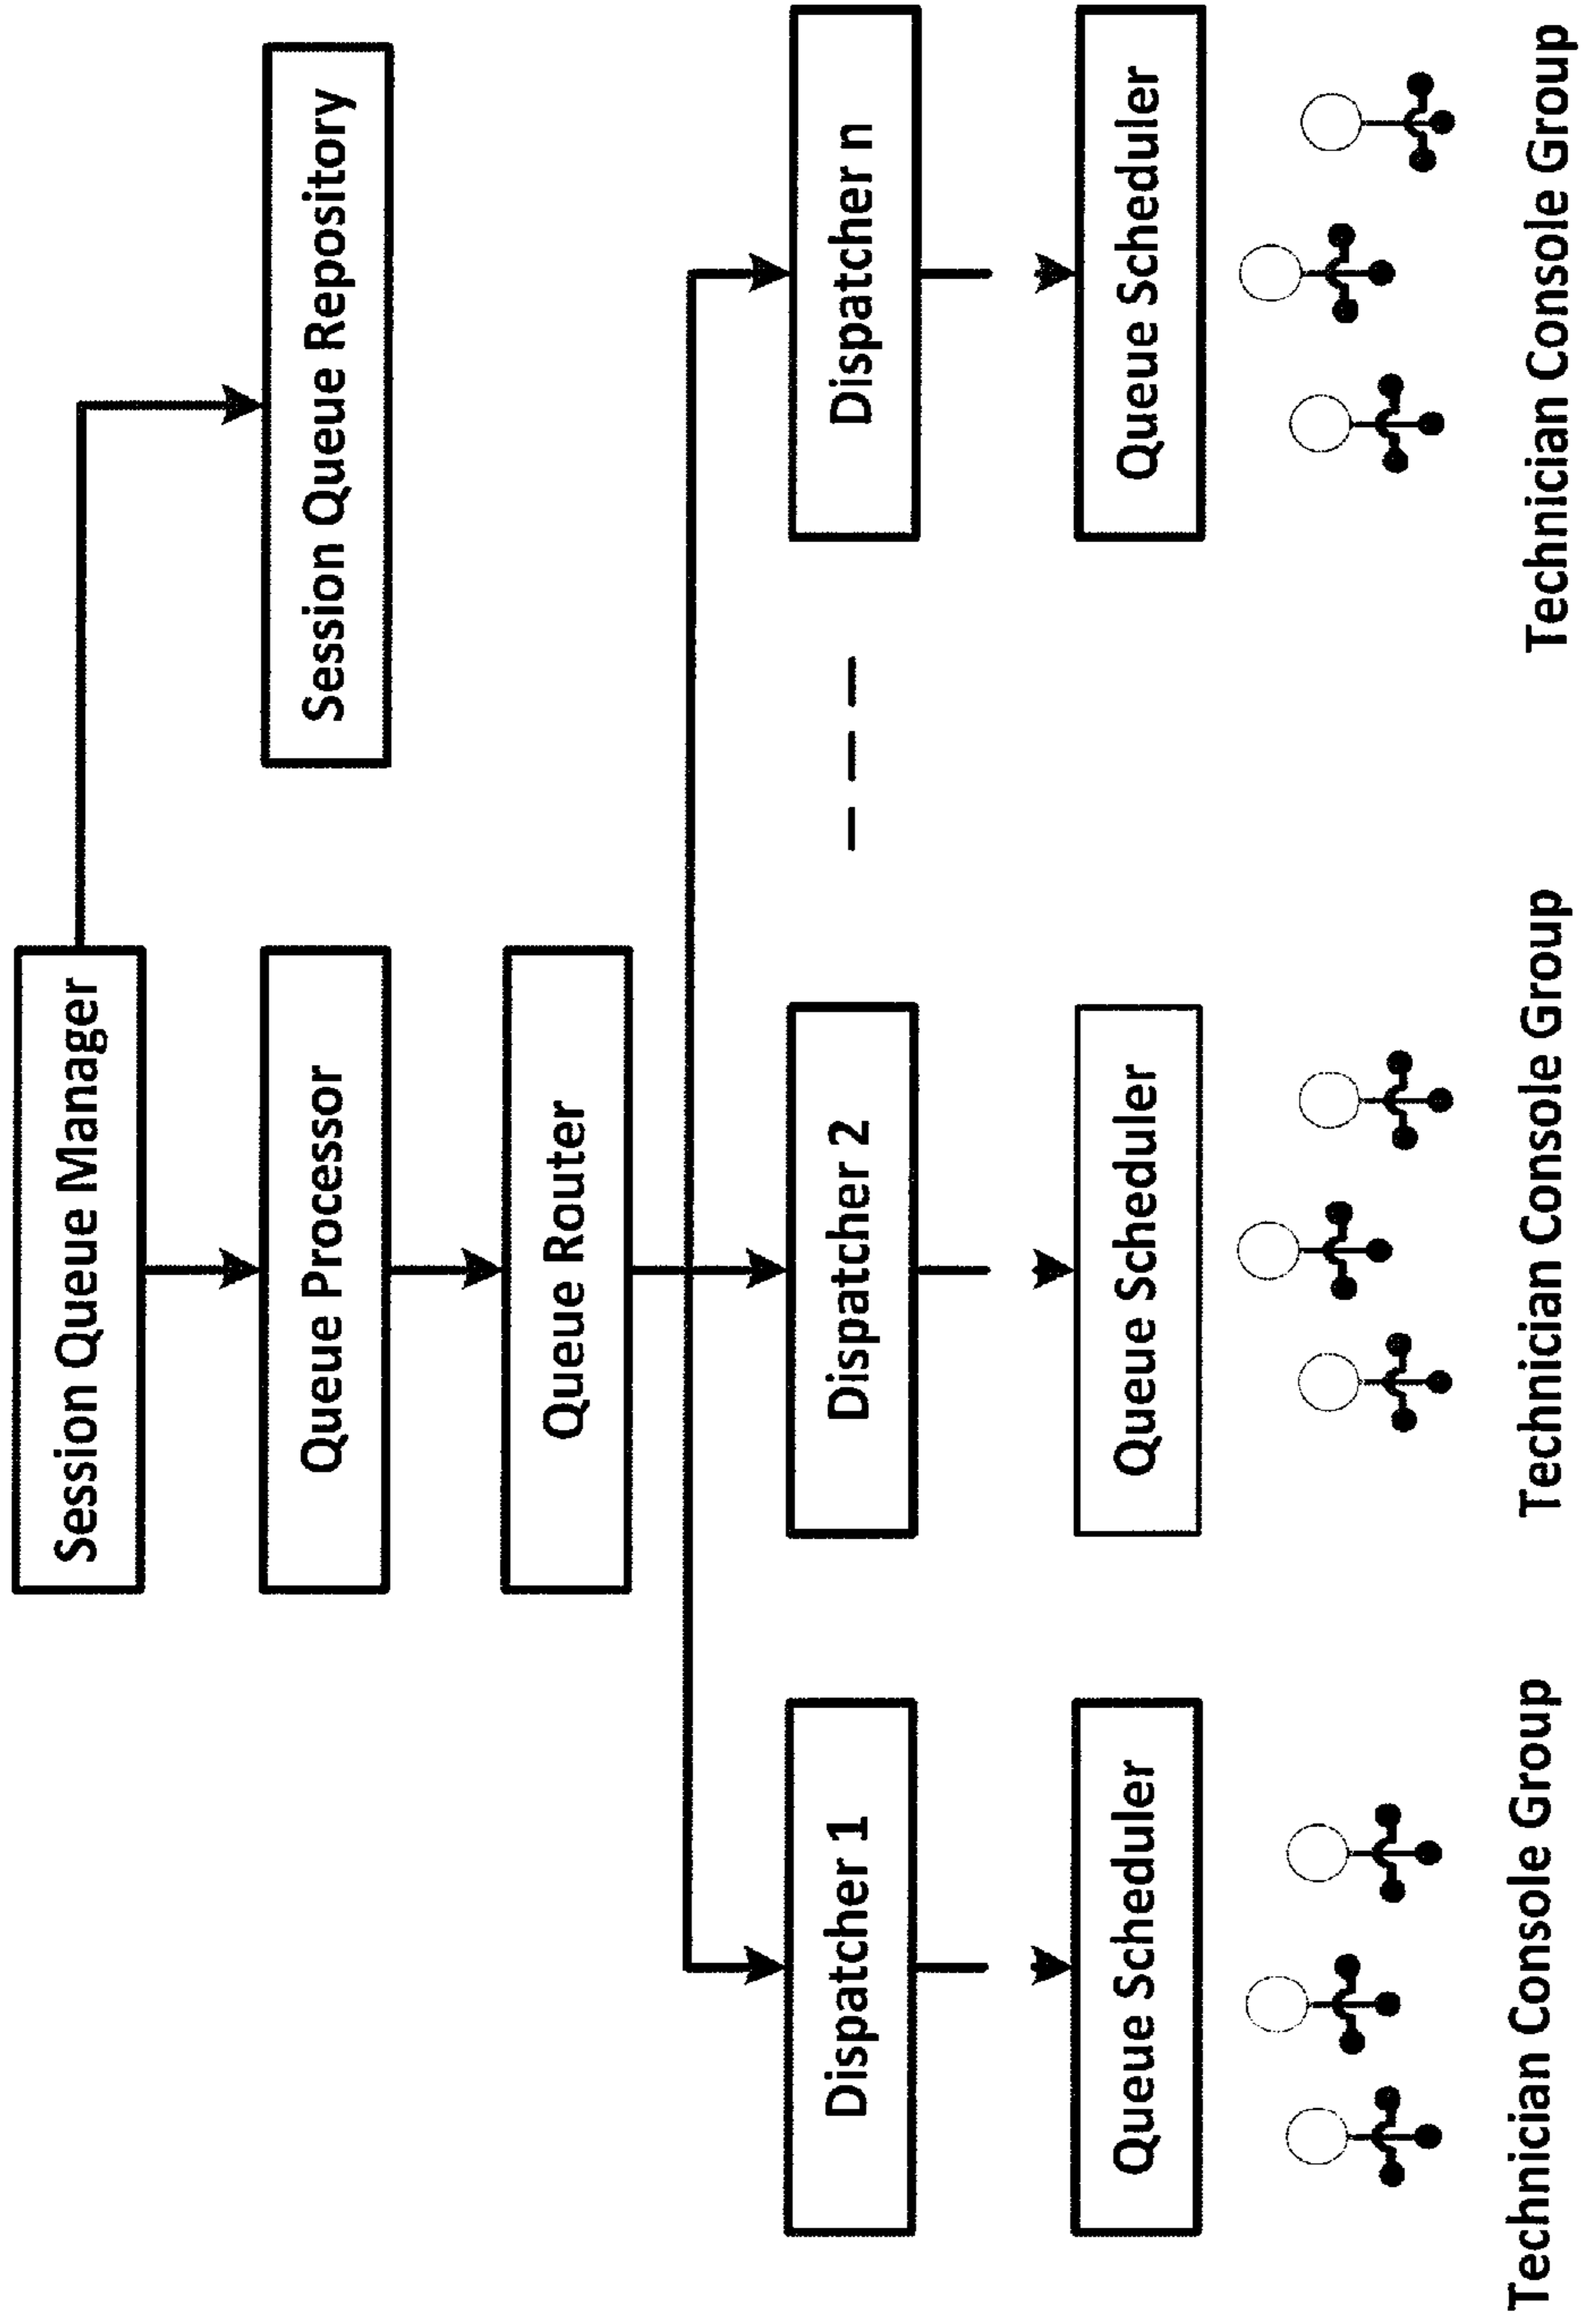 Session Queue Manager
Session Queue Repository
Queue Processor
Queue Router
Dispatcher 1
Dispatcher 2
Dispatcher n
Queue Scheduler
Queue Scheduler
Queue Scheduler
Technician Console Group
Technician Console Group
Technician Console Group